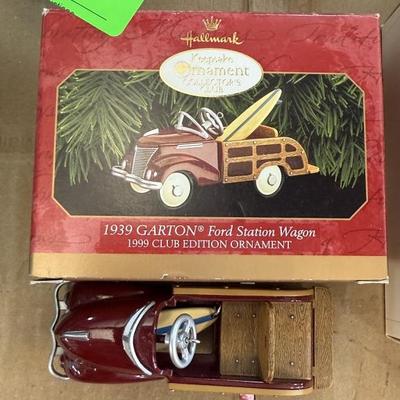 Hallmark
Keepsake
Ornament
COLLECTOR'S
CLUB
1939 GARTON® Ford Station Wagon
1999 CLUB EDITION ORNAMENT